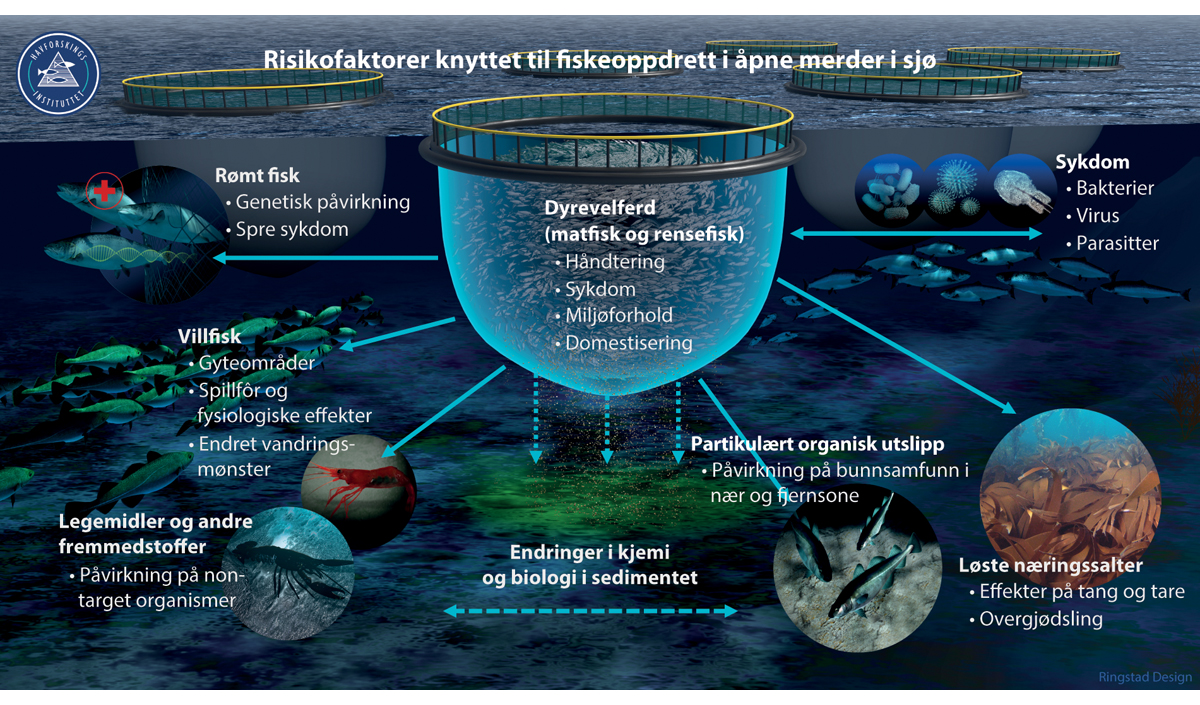 HAVFORSKINGS
INSTITUTTET
Risikofaktorer knyttet til fiskeoppdrett i åpne merder i sjø
Rømt fisk
• Genetisk påvirkning
• Spre sykdom
Dyrevelferd
(matfisk og rensefisk)
• Håndtering
• Sykdom
• Miljøforhold
• Domestisering
Sykdom
• Bakterier
• Virus
• Parasitter
Villfisk
• Gyteområder
• Spillfôr og
fysiologiske effekter
• Endret vandrings-
mønster
Legemidler og andre
fremmedstoffer
• Påvirkning på non-
target organismer
Endringer i kjemi
og biologi i sedimentet
Partikulært organisk utslipp
• Påvirkning på bunnsamfunn i
nær og fjernsone
Løste næringssalter
• Effekter på tang og tare
• Overgjødsling
Ringstad Design